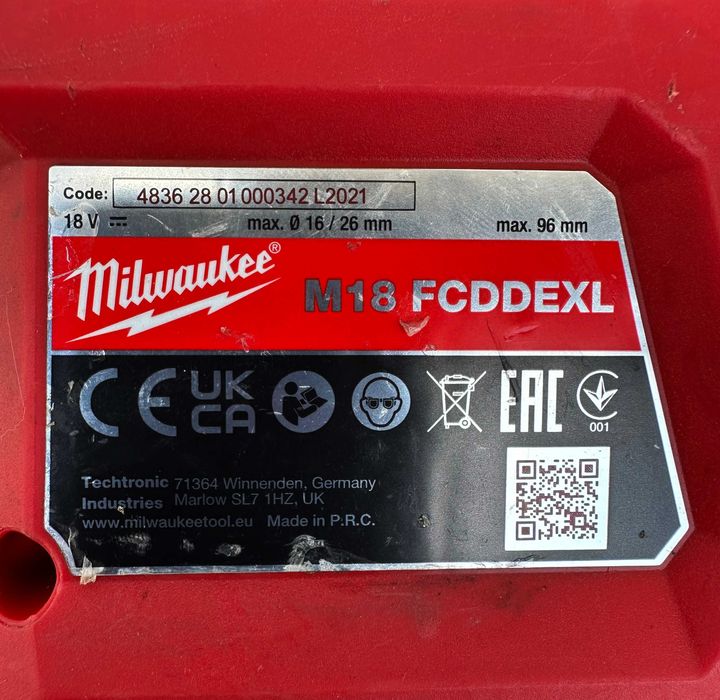 Code: 4836 28 01 000342 L2021
18 V max. Ø 16 / 26 mm max. 96 mm
Milwaukee®
M18 FCDDEXL
CE UK CA EAC
001
Techtronic 71364 Winnenden, Germany
Industries Marlow SL7 1HZ, UK
www.milwaukeetool.eu Made in P.R.C.